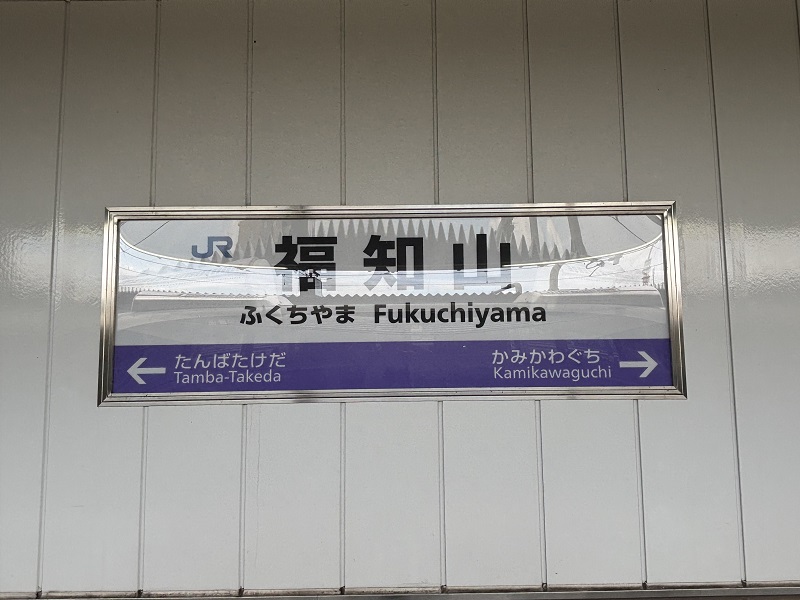 JR 福知山
ふくちやま Fukuchiyama
← たんばたけだ
Tamba-Takeda
かみかわぐち →
Kamikawaguchi